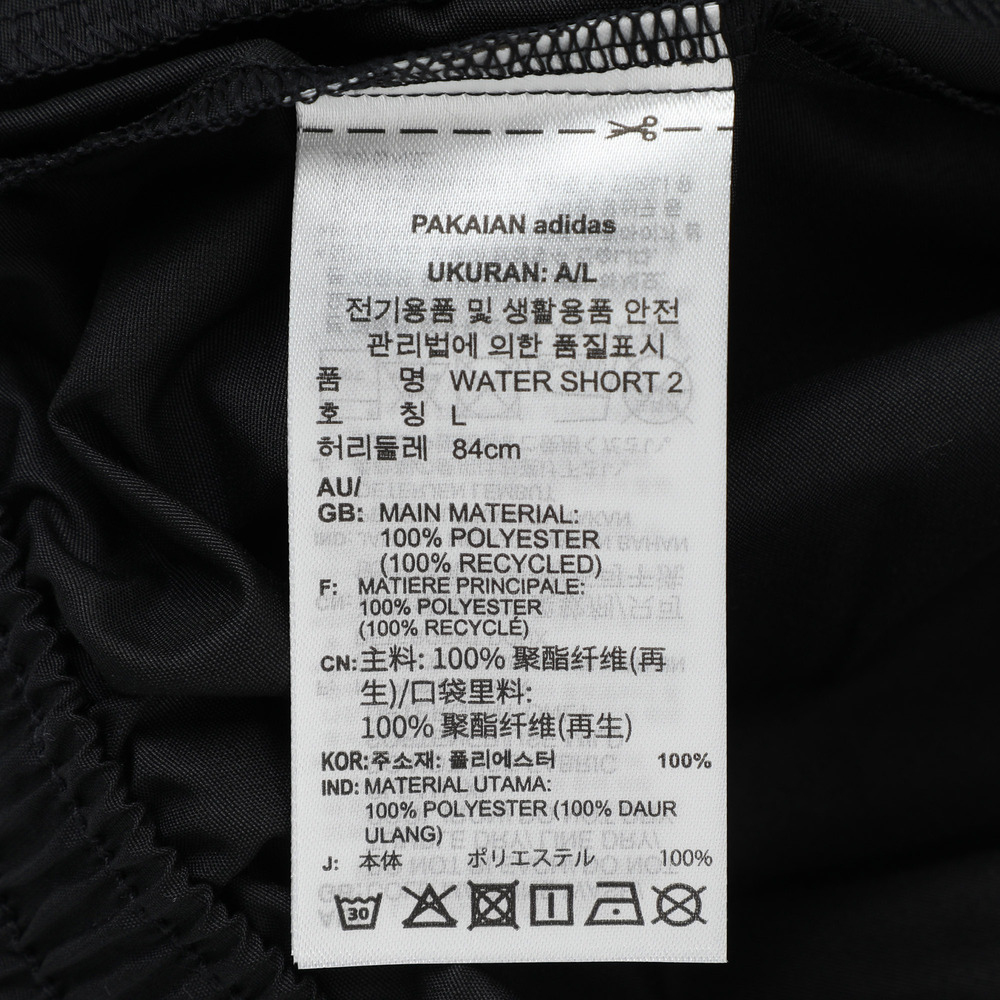 PAKAIAN adidas
UKURAN: A/L
전기용품 및 생활용품 안전
관리법에 의한 품질표시
품 명 WATER SHORT 2
호 칭 L
허리둘레 84cm
AU/
GB: MAIN MATERIAL:
100% POLYESTER
(100% RECYCLED)
F: MATIERE PRINCIPALE:
100% POLYESTER
(100% RECYCLÉ)
CN: 主料: 100% 聚酯纤维(再
生)/口袋里料:
100% 聚酯纤维(再生)
KOR: 주소재: 폴리에스터 100%
IND: MATERIAL UTAMA:
100% POLYESTER (100% DAUR
ULANG)
J: 本体 ポリエステル 100%
30